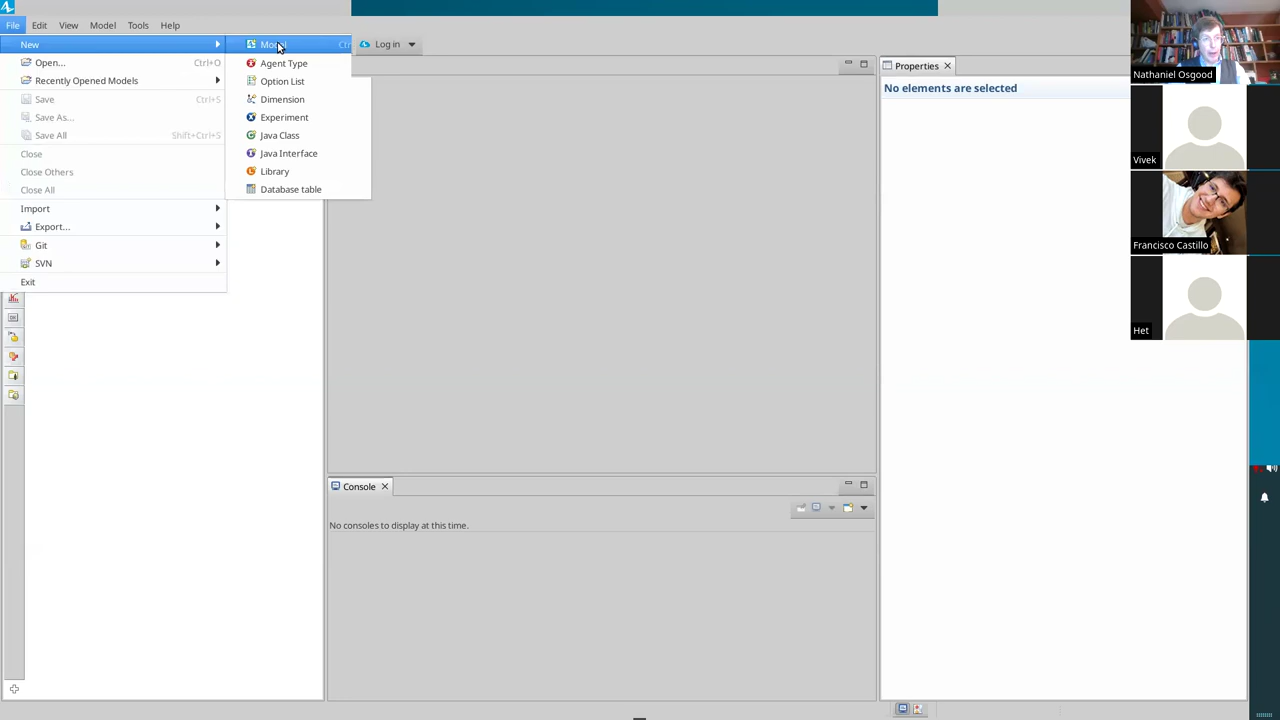 File Edit View Model Tools Help
New
Open... Ctrl+O
Recently Opened Models
Save Ctrl+S
Save As...
Save All Shift+Ctrl+S
Close
Close Others
Close All
Import
Export...
Git
SVN
Exit
Agent Type
Option List
Dimension
Experiment
Java Class
Java Interface
Library
Database table
Log in
Console
No consoles to display at this time.
Properties
No elements are selected
Nathaniel Osgood
Vivek
Francisco Castillo
Het